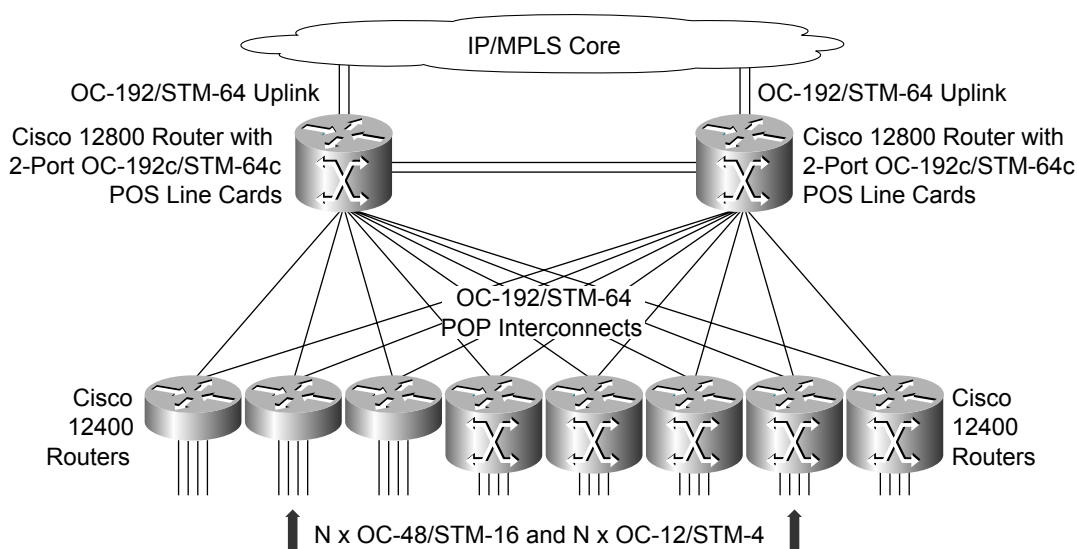 IP/MPLS Core
OC-192/STM-64 Uplink
OC-192/STM-64 Uplink
Cisco 12800 Router with
2-Port OC-192c/STM-64c
POS Line Cards
Cisco 12800 Router with
2-Port OC-192c/STM-64c
POS Line Cards
OC-192/STM-64
POP Interconnects
Cisco
12400
Routers
Cisco
12400
Routers
N x OC-48/STM-16 and N x OC-12/STM-4